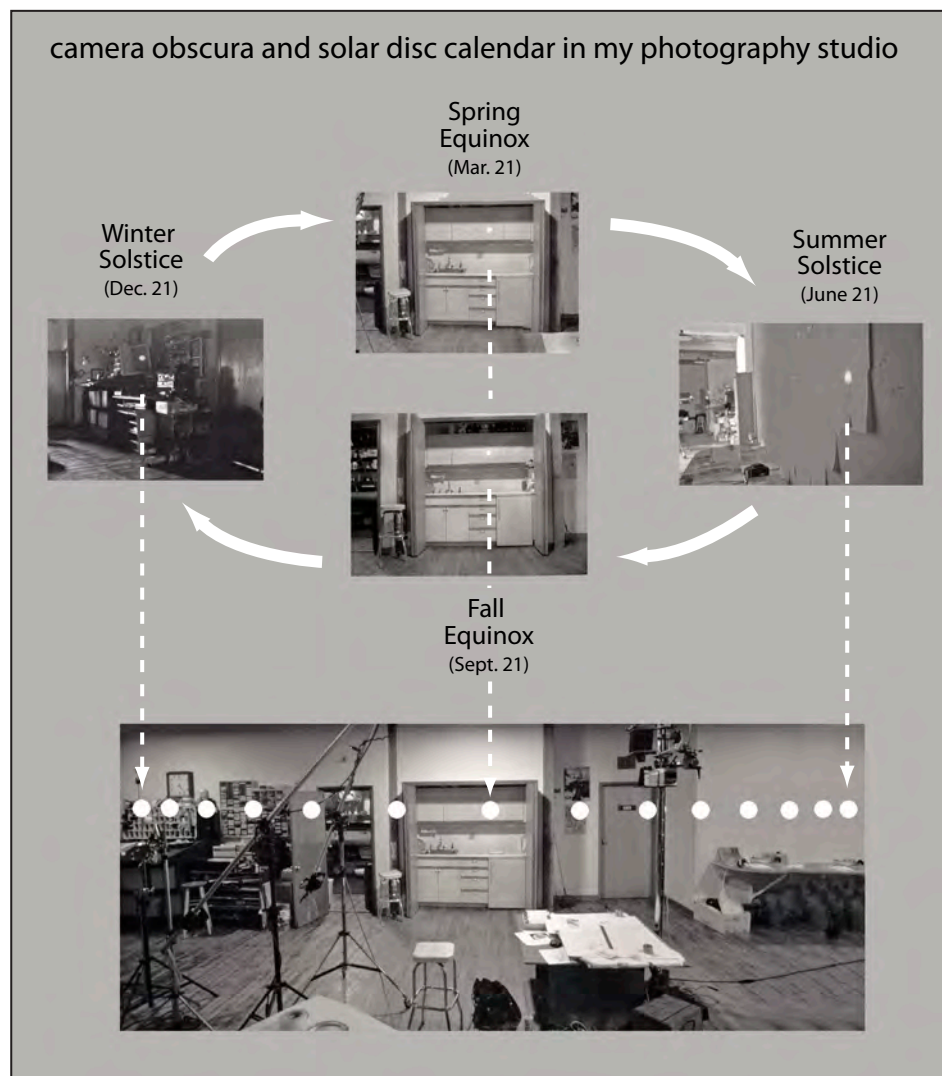 camera obscura and solar disc calendar in my photography studio
Spring
Equinox
(Mar. 21)
Winter
Solstice
(Dec. 21)
Summer
Solstice
(June 21)
Fall
Equinox
(Sept. 21)